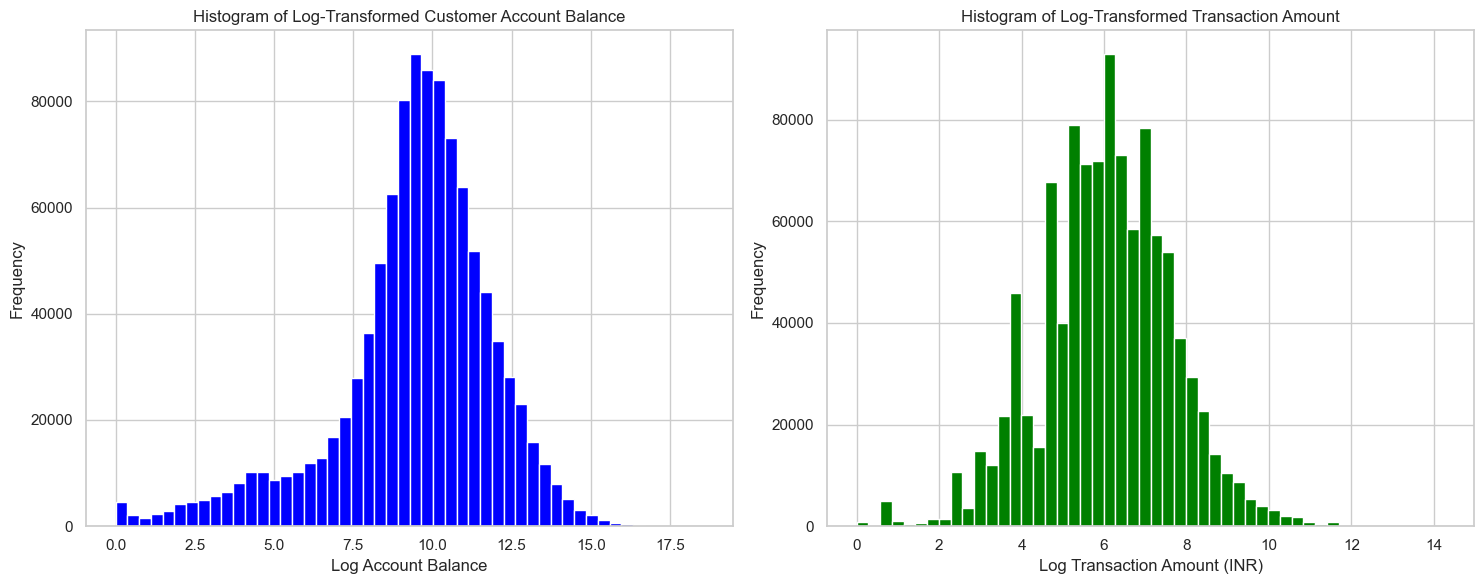 Histogram of Log-Transformed Customer Account Balance
Frequency
80000
60000
40000
20000
0
0.0 2.5 5.0 7.5 10.0 12.5 15.0 17.5
Log Account Balance
Histogram of Log-Transformed Transaction Amount
Frequency
80000
60000
40000
20000
0
0 2 4 6 8 10 12 14
Log Transaction Amount (INR)